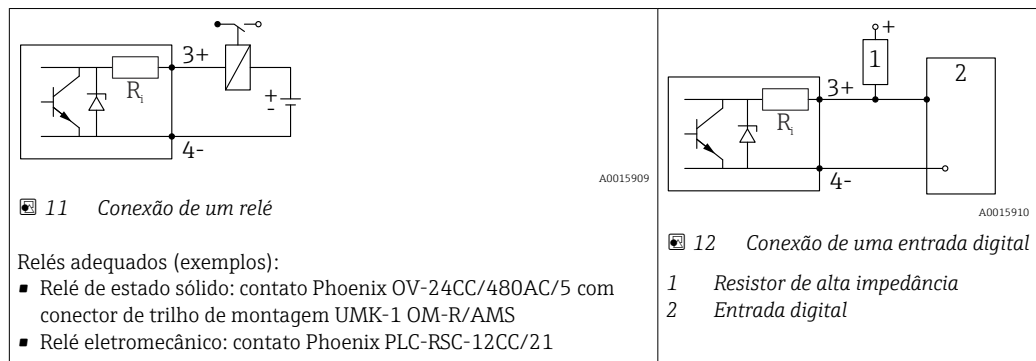 3+
R_i
+
-
4-
A0015909
11 Conexão de um relé
Relés adequados (exemplos):
▪ Relé de estado sólido: contato Phoenix OV-24CC/480AC/5 com
conector de trilho de montagem UMK-1 OM-R/AMS
▪ Relé eletromecânico: contato Phoenix PLC-RSC-12CC/21
+
1
2
3+
R_i
4-
A0015910
12 Conexão de uma entrada digital
1 Resistor de alta impedância
2 Entrada digital